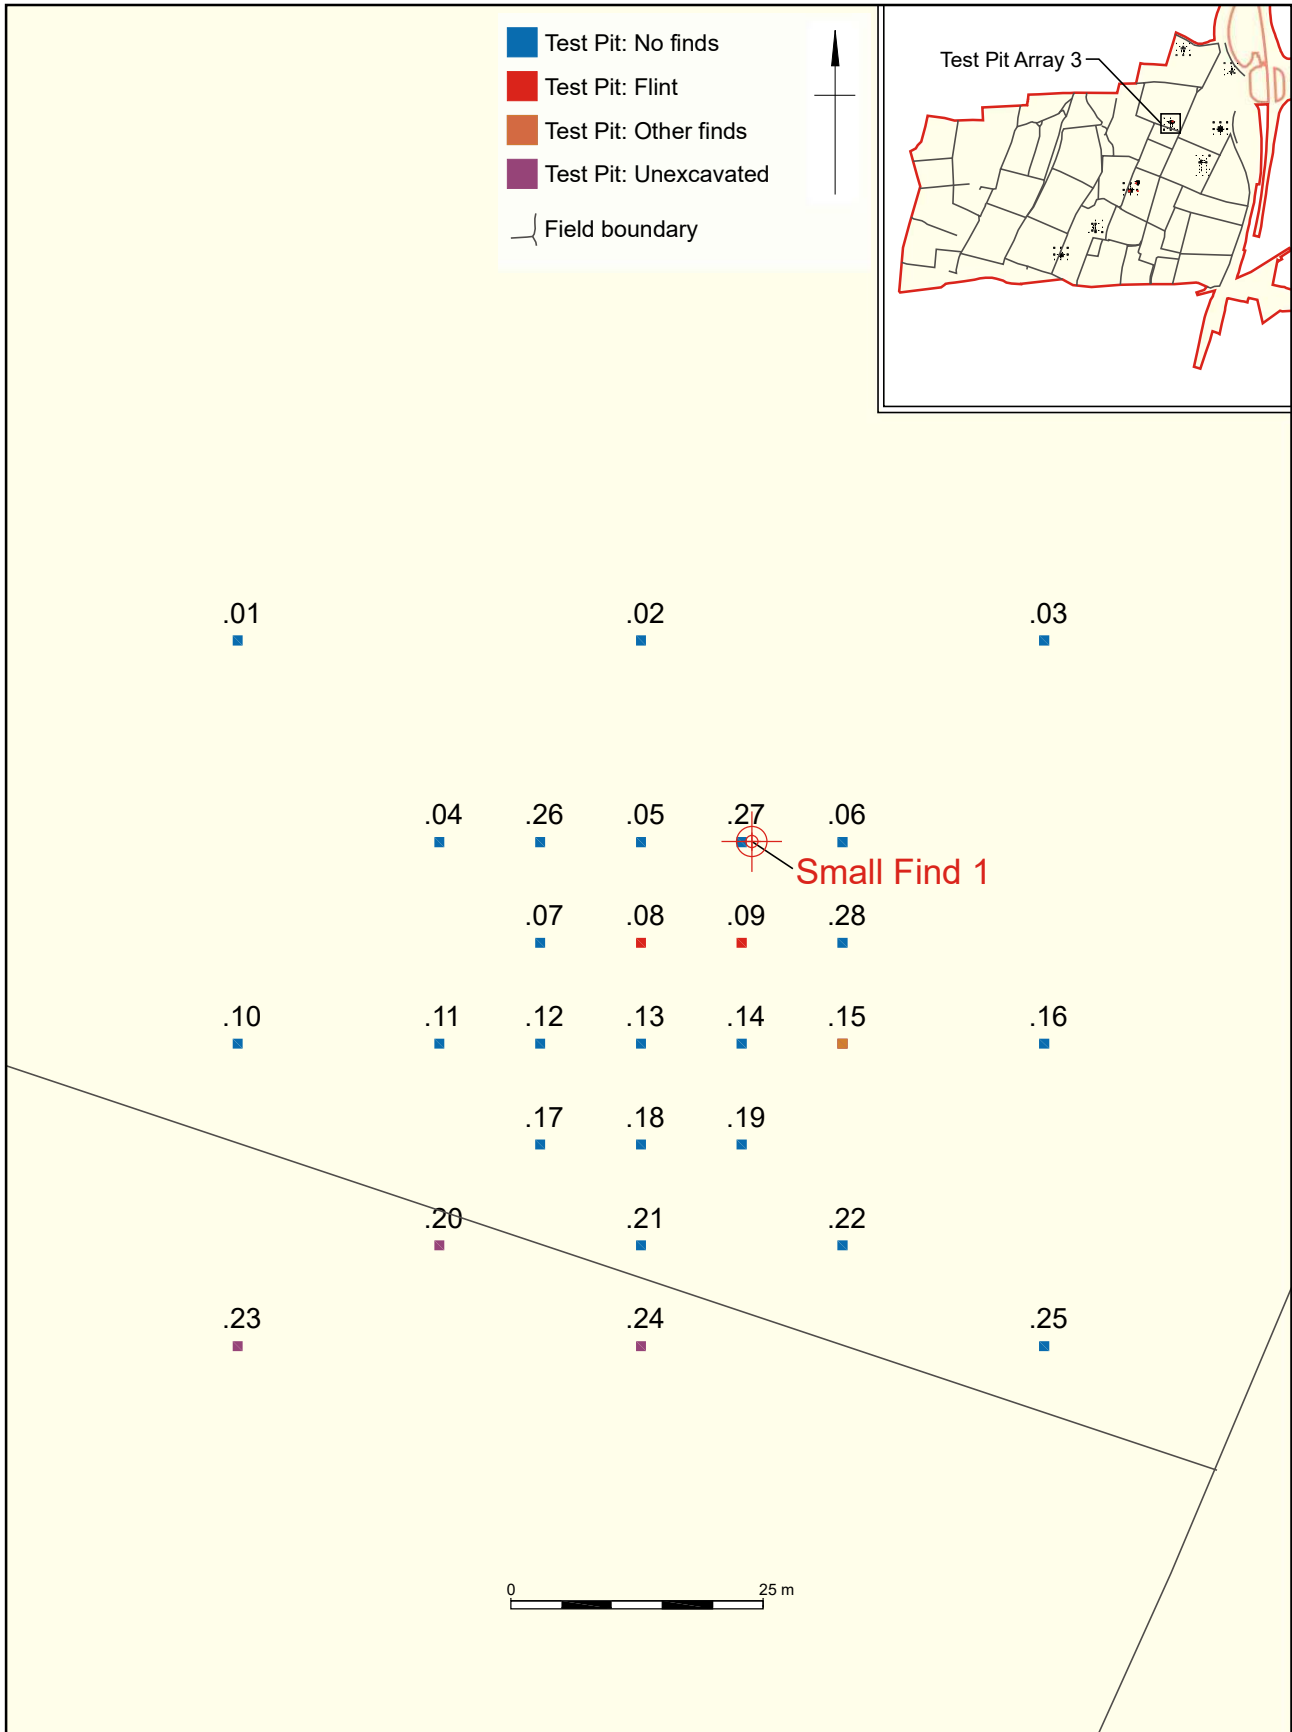 Test Pit: No finds
Test Pit: Flint
Test Pit: Other finds
Test Pit: Unexcavated
Field boundary
Test Pit Array 3
.01 .02 .03
.04 .26 .05 .27 .06
Small Find 1
.07 .08 .09 .28
.10 .11 .12 .13 .14 .15 .16
.17 .18 .19
.20 .21 .22
.23 .24 .25
0 25 m